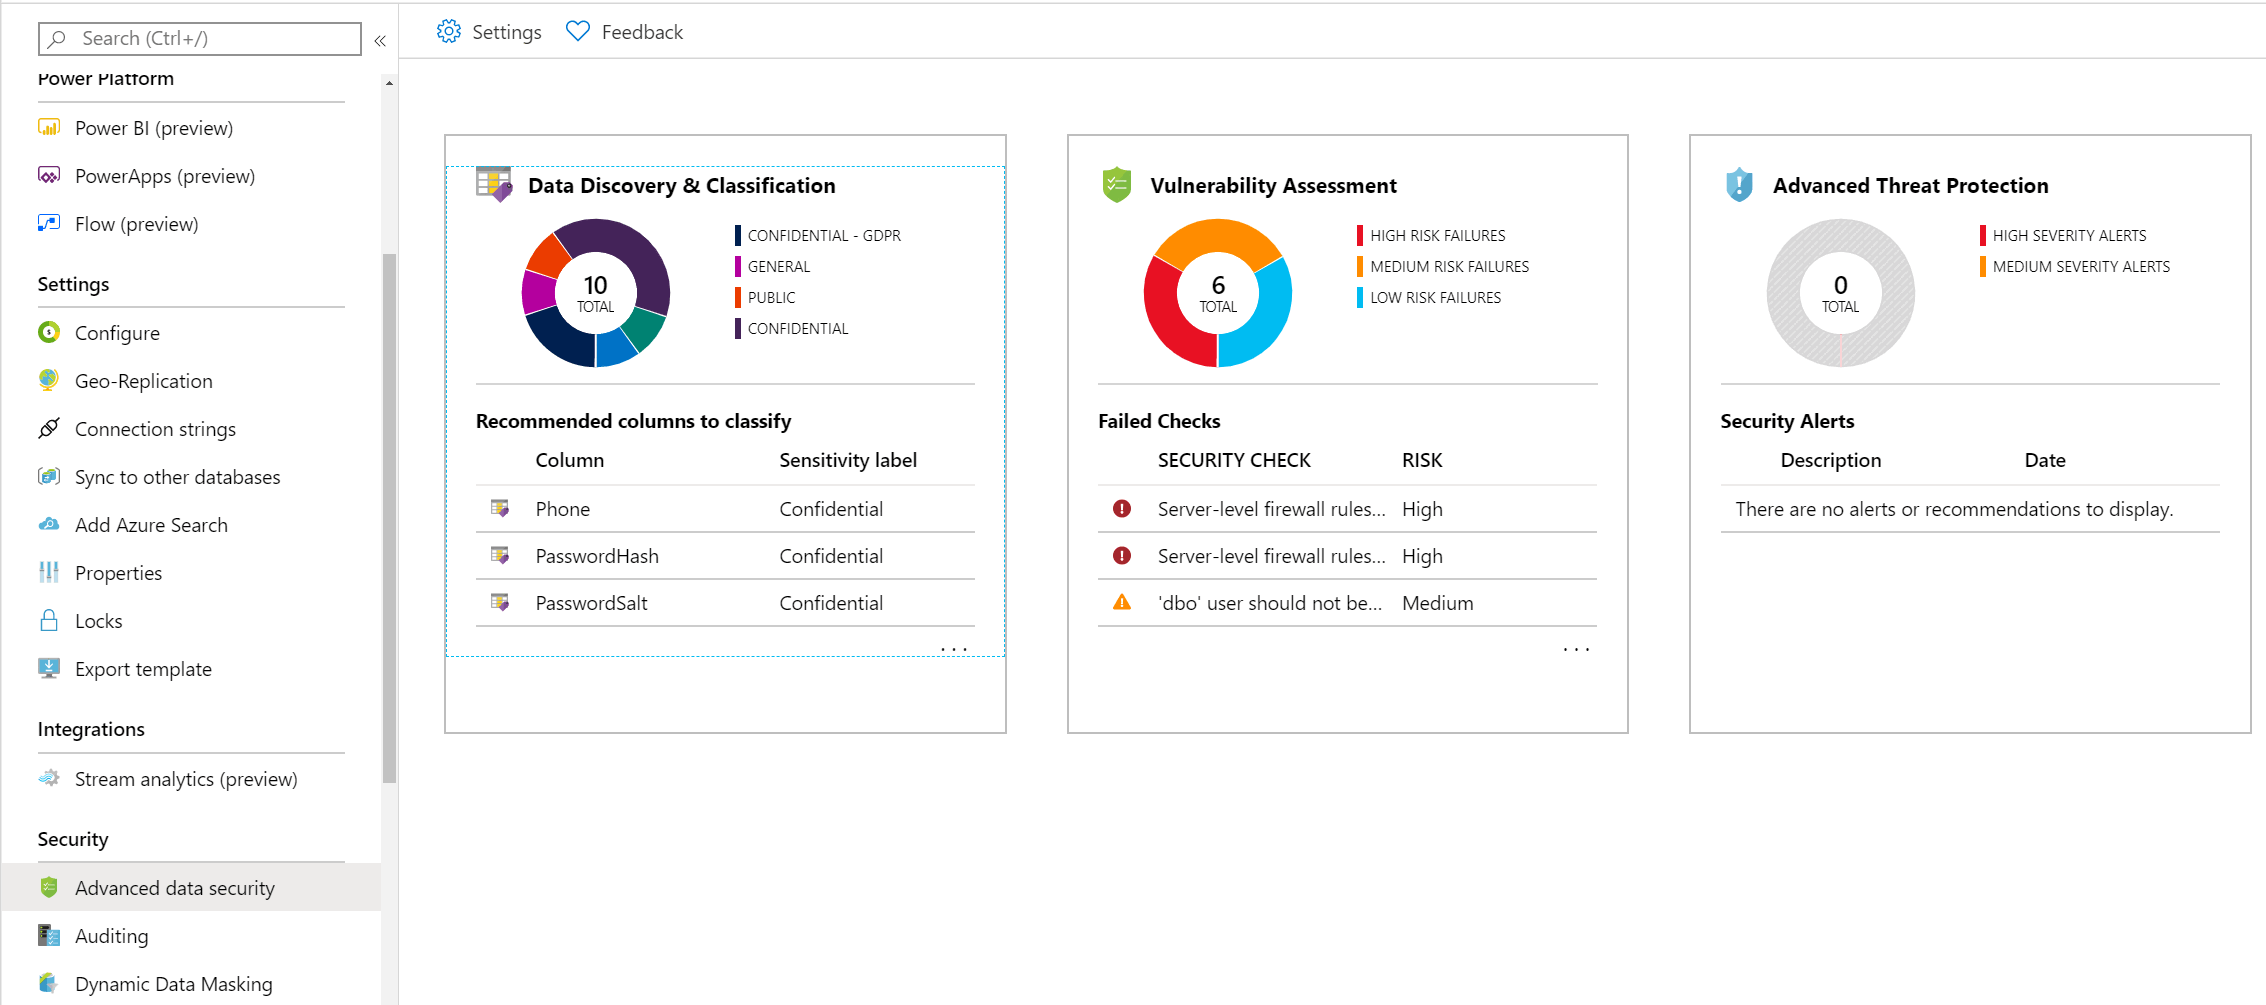 Search (Ctrl+/)
«
Settings
Feedback
Power Platform
Power BI (preview)
PowerApps (preview)
Flow (preview)
Settings
Configure
Geo-Replication
Connection strings
Sync to other databases
Add Azure Search
Properties
Locks
Export template
Integrations
Stream analytics (preview)
Security
Advanced data security
Auditing
Dynamic Data Masking
Data Discovery & Classification
10
TOTAL
CONFIDENTIAL - GDPR
GENERAL
PUBLIC
CONFIDENTIAL
Recommended columns to classify
Column Sensitivity label
Phone Confidential
PasswordHash Confidential
PasswordSalt Confidential
...
Vulnerability Assessment
6
TOTAL
HIGH RISK FAILURES
MEDIUM RISK FAILURES
LOW RISK FAILURES
Failed Checks
SECURITY CHECK RISK
Server-level firewall rules... High
Server-level firewall rules... High
'dbo' user should not be... Medium
...
Advanced Threat Protection
0
TOTAL
HIGH SEVERITY ALERTS
MEDIUM SEVERITY ALERTS
Security Alerts
Description Date
There are no alerts or recommendations to display.